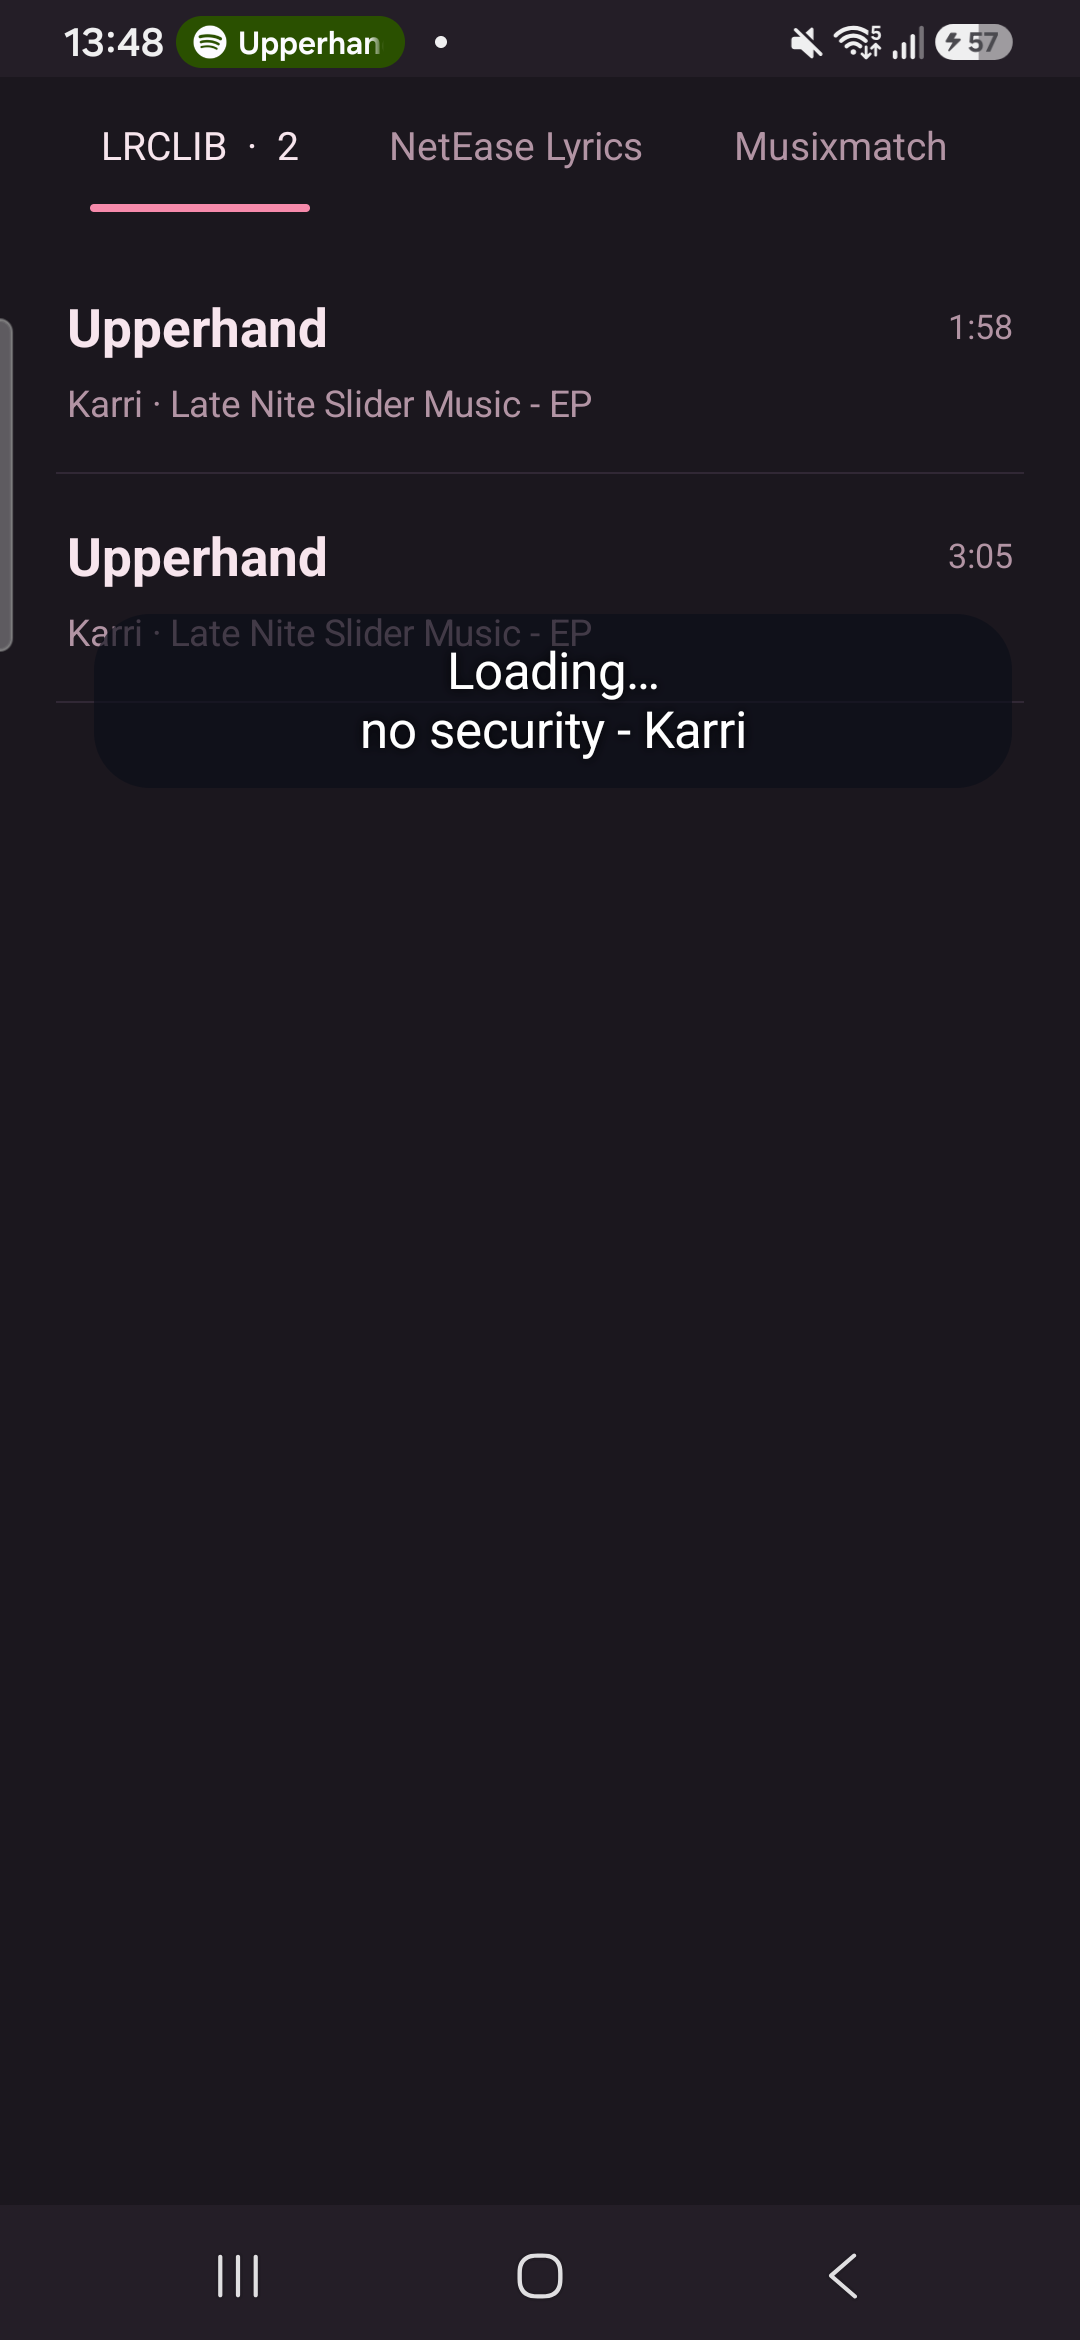 13:48 Upperhan 5 57
LRCLIB · 2 NetEase Lyrics Musixmatch
Upperhand 1:58
Karri · Late Nite Slider Music - EP
Upperhand 3:05
Karri · Late Nite Slider Music - EP
Loading...
no security - Karri